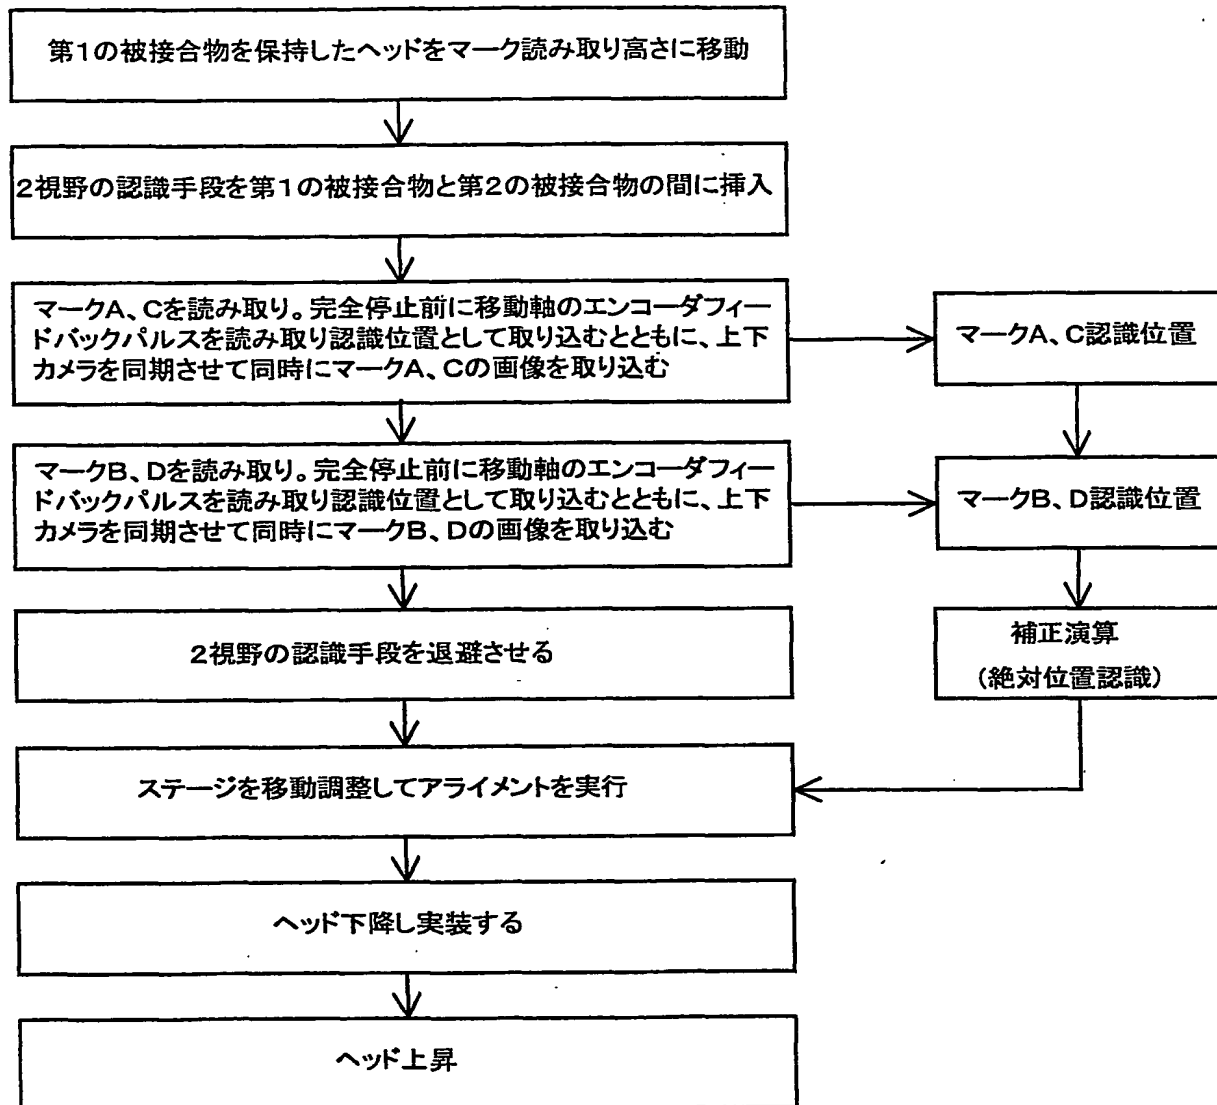 第1の被接合物を保持したヘッドをマーク読み取り高さに移動
2視野の認識手段を第1の被接合物と第2の被接合物の間に挿入
マークA、Cを読み取り。完全停止前に移動軸のエンコーダフィー
ドバックパルスを読み取り認識位置として取り込むとともに、上下
カメラを同期させて同時にマークA、Cの画像を取り込む
マークA、C認識位置
マークB、Dを読み取り。完全停止前に移動軸のエンコーダフィー
ドバックパルスを読み取り認識位置として取り込むとともに、上下
カメラを同期させて同時にマークB、Dの画像を取り込む
マークB、D認識位置
2視野の認識手段を退避させる
補正演算
(絶対位置認識)
ステージを移動調整してアライメントを実行
ヘッド下降し実装する
ヘッド上昇